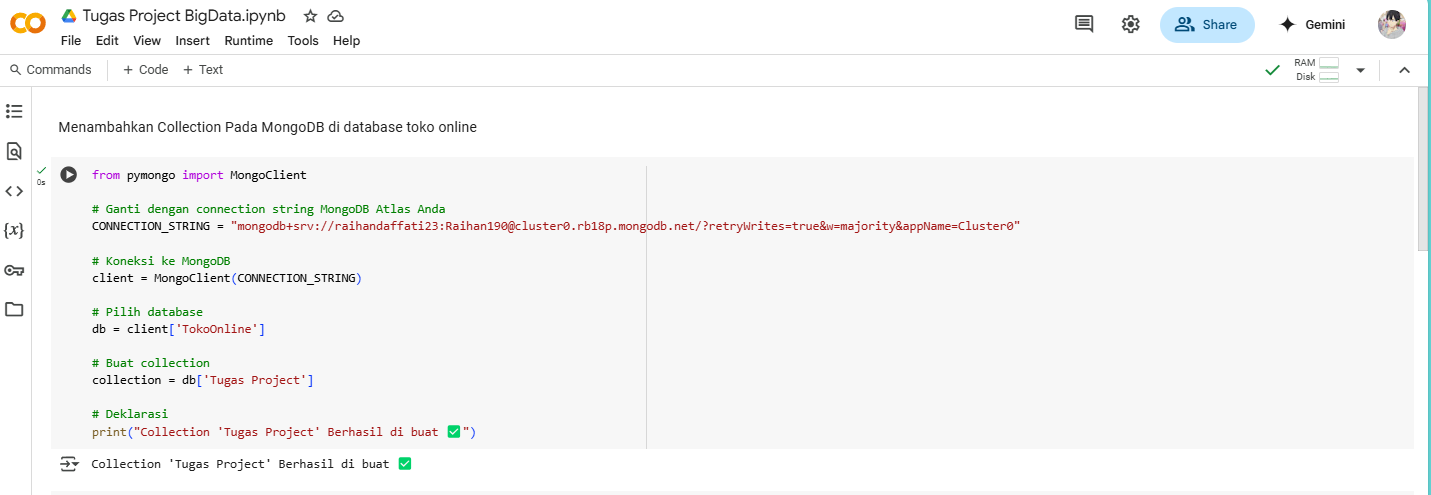 Tugas Project BigData.ipynb
File Edit View Insert Runtime Tools Help
Share
Gemini
Commands
+ Code
+ Text
RAM
Disk
Menambahkan Collection Pada MongoDB di database toko online
0s
from pymongo import MongoClient
# Ganti dengan connection string MongoDB Atlas Anda
CONNECTION_STRING = "mongodb+srv://raihandaffati23:Raihan190@cluster0.rb18p.mongodb.net/?retryWrites=true&w=majority&appName=Cluster0"
# Koneksi ke MongoDB
client = MongoClient(CONNECTION_STRING)
# Pilih database
db = client['TokoOnline']
# Buat collection
collection = db['Tugas Project']
# Deklarasi
print("Collection 'Tugas Project' Berhasil di buat ✅")
Collection 'Tugas Project' Berhasil di buat ✅